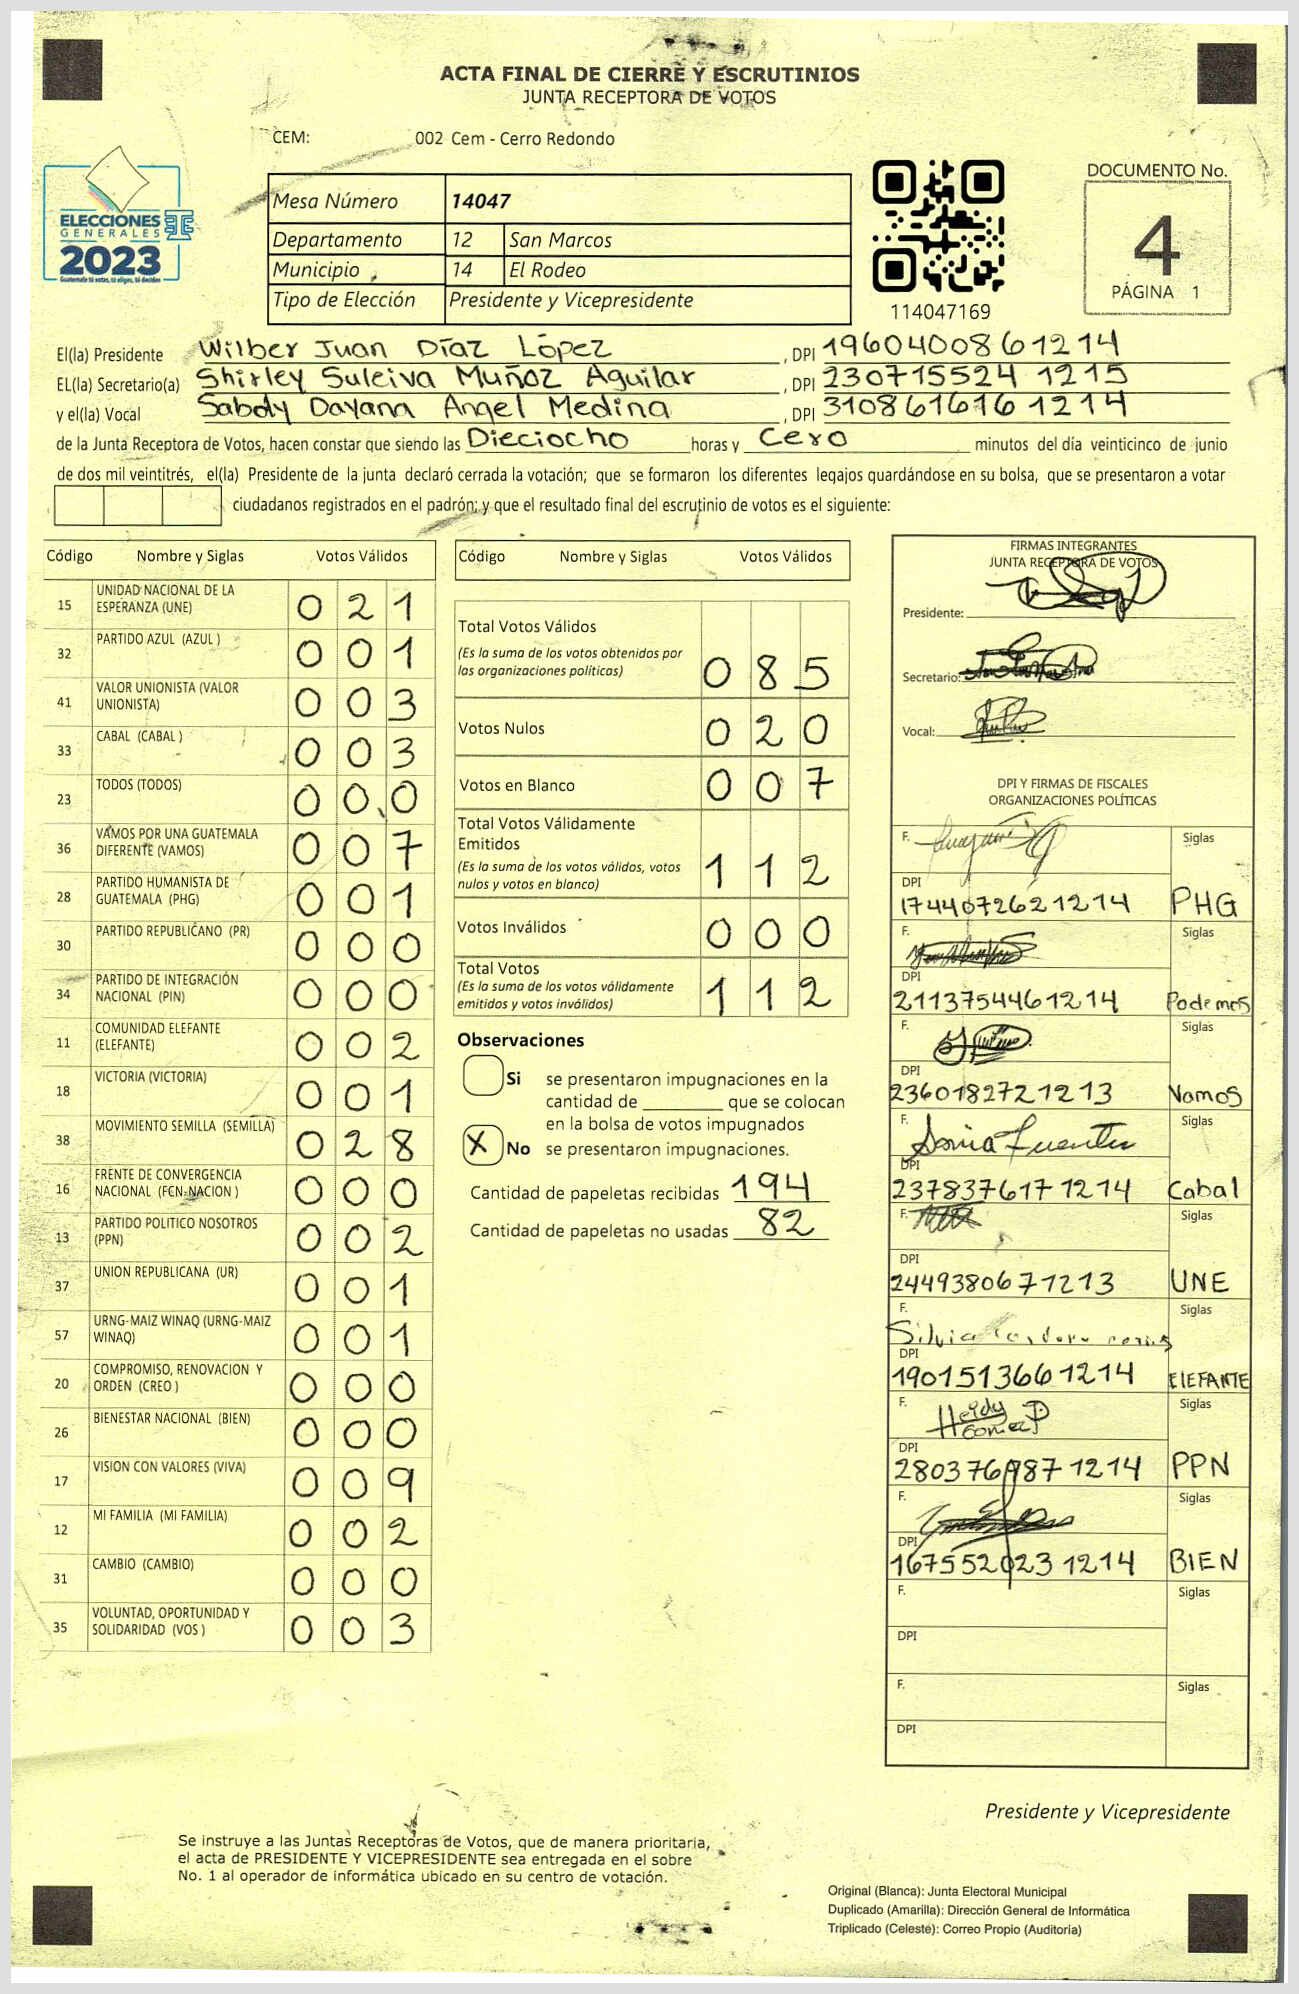 ACTA FINAL DE CIERRE Y ESCRUTINIOS
JUNTA RECEPTORA DE VOTOS
CEM: 002 Cem - Cerro Redondo
ELECCIONES
GENERALES
2023
Guatemala tú votas, tú eliges, tú decides
Mesa Número 14047
Departamento 12 San Marcos
Municipio 14 El Rodeo
Tipo de Elección Presidente y Vicepresidente
114047169
DOCUMENTO No.
4
PÁGINA 1
El(la) Presidente Wilber Juan Díaz López, DPI 1960400861214
EL(la) Secretario(a) Shirley Suleiva Muñoz Aguilar, DPI 230715524 1215
y el(la) Vocal Sabdy Dayana Angel Medina, DPI 310861616 1214
de la Junta Receptora de Votos, hacen constar que siendo las Dieciocho horas y Cero minutos del día veinticinco de junio
de dos mil veintitrés, el(la) Presidente de la junta declaró cerrada la votación; que se formaron los diferentes legajos guardándose en su bolsa, que se presentaron a votar
ciudadanos registrados en el padrón; y que el resultado final del escrutinio de votos es el siguiente:
Código Nombre y Siglas Votos Válidos
15 UNIDAD NACIONAL DE LA ESPERANZA (UNE) 0 2 1
32 PARTIDO AZUL (AZUL ) 0 0 1
41 VALOR UNIONISTA (VALOR UNIONISTA) 0 0 3
33 CABAL (CABAL ) 0 0 3
23 TODOS (TODOS) 0 0 0
36 VAMOS POR UNA GUATEMALA DIFERENTE (VAMOS) 0 0 7
28 PARTIDO HUMANISTA DE GUATEMALA (PHG) 0 0 1
30 PARTIDO REPUBLICANO (PR) 0 0 0
34 PARTIDO DE INTEGRACIÓN NACIONAL (PIN) 0 0 0
11 COMUNIDAD ELEFANTE (ELEFANTE) 0 0 2
18 VICTORIA (VICTORIA) 0 0 1
38 MOVIMIENTO SEMILLA (SEMILLA) 0 2 8
16 FRENTE DE CONVERGENCIA NACIONAL (FCN-NACION ) 0 0 0
13 PARTIDO POLITICO NOSOTROS (PPN) 0 0 2
37 UNION REPUBLICANA (UR) 0 0 1
57 URNG-MAIZ WINAQ (URNG-MAIZ WINAQ) 0 0 1
20 COMPROMISO, RENOVACION Y ORDEN (CREO ) 0 0 0
26 BIENESTAR NACIONAL (BIEN) 0 0 0
17 VISION CON VALORES (VIVA) 0 0 9
12 MI FAMILIA (MI FAMILIA) 0 0 2
31 CAMBIO (CAMBIO) 0 0 0
35 VOLUNTAD, OPORTUNIDAD Y SOLIDARIDAD (VOS ) 0 0 3
Código Nombre y Siglas Votos Válidos
Total Votos Válidos
(Es la suma de los votos obtenidos por
las organizaciones políticas) 0 8 5
Votos Nulos 0 2 0
Votos en Blanco 0 0 7
Total Votos Válidamente
Emitidos
(Es la suma de los votos válidos, votos
nulos y votos en blanco) 1 1 2
Votos Inválidos 0 0 0
Total Votos
(Es la suma de los votos válidamente
emitidos y votos inválidos) 1 1 2
Observaciones
Si se presentaron impugnaciones en la
cantidad de ________ que se colocan
en la bolsa de votos impugnados
X No se presentaron impugnaciones.
Cantidad de papeletas recibidas 194
Cantidad de papeletas no usadas 82
FIRMAS INTEGRANTES
JUNTA RECEPTORA DE VOTOS
Presidente:
Secretario:
Vocal:
DPI Y FIRMAS DE FISCALES
ORGANIZACIONES POLÍTICAS
F. Siglas
DPI
1744072621214 PHG
F. Siglas
DPI
2113754461214 Podemos
F. Siglas
DPI
2360182721213 Vamos
F. Sonia Fuentes Siglas
DPI
237837617 1214 Cabal
F. Siglas
DPI
2449380671213 UNE
F. Silvia Siglas
DPI
1901513661214 ElEFANTE
F. Heidy Gomez P Siglas
DPI
280376987 1214 PPN
F. Siglas
DPI
167552023 1214 BIEN
F. Siglas
DPI
F. Siglas
DPI
Presidente y Vicepresidente
Se instruye a las Juntas Receptoras de Votos, que de manera prioritaria,
el acta de PRESIDENTE Y VICEPRESIDENTE sea entregada en el sobre
No. 1 al operador de informática ubicado en su centro de votación.
Original (Blanca): Junta Electoral Municipal
Duplicado (Amarilla): Dirección General de Informática
Triplicado (Celeste): Correo Propio (Auditoria)